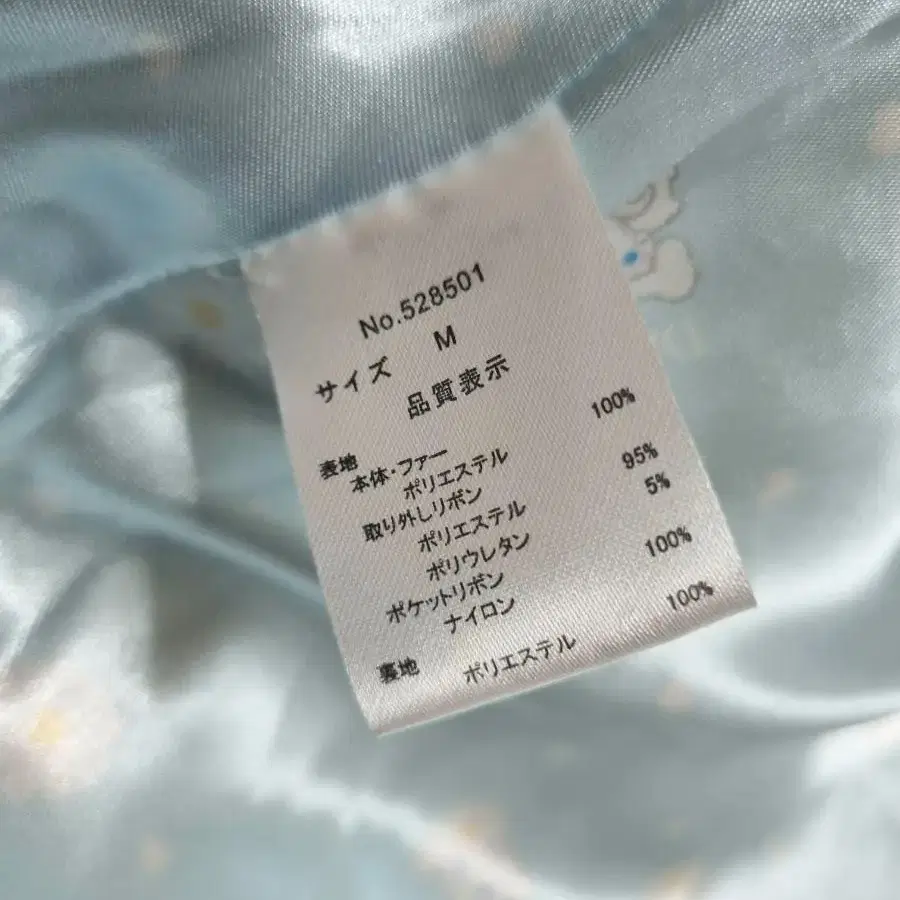 No.528501
サイズ M
品質表示
表地
本体・ファー
ポリエステル 100%
取り外しリボン
ポリエステル 95%
ポリウレタン 5%
ポケットリボン
ナイロン 100%
裏地 ポリエステル 100%